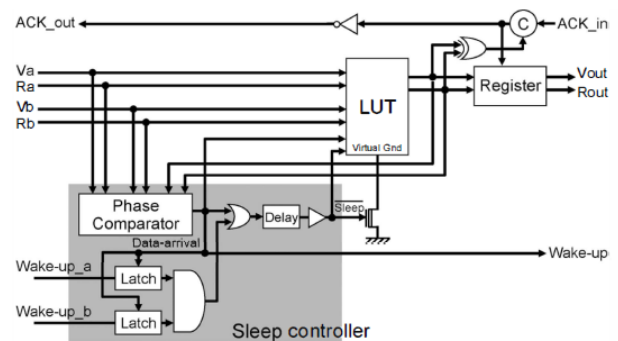 ACK_out
C
ACK_in
Va
Ra
Vb
Rb
LUT
Virtual Gnd
Register
Vout
Rout
Phase
Comparator
Delay
Sleep
Data-arrival
Wake-up
Wake-up_a
Latch
Wake-up_b
Latch
Sleep controller